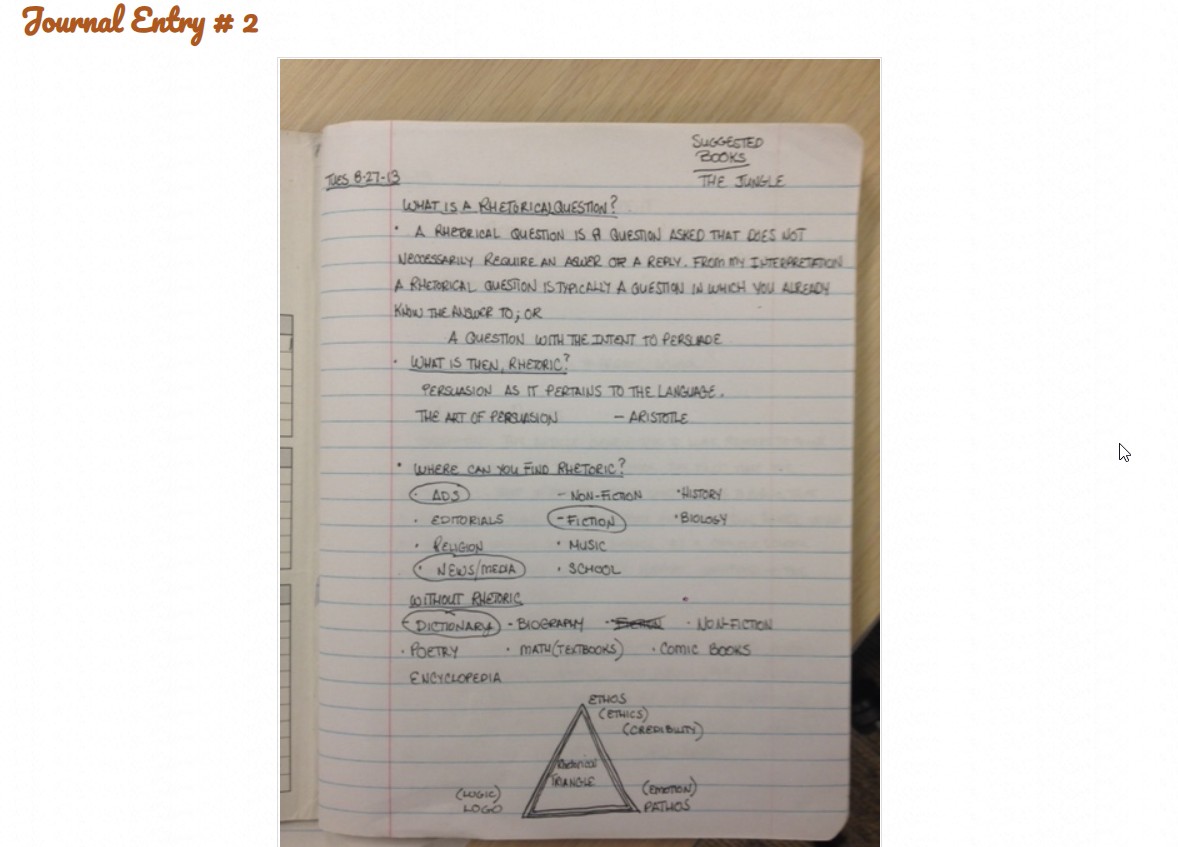 Journal Entry # 2
SUGGESTED
BOOKS
THE JUNGLE
TUES 8-27-13
WHAT IS A RHETORICAL QUESTION?
• A RHETORICAL QUESTION IS A QUESTION ASKED THAT DOES NOT
NECCESSARILY REQUIRE AN ASWER OR A REPLY. FROM MY INTERPRETATION
A RHETORICAL QUESTION IS TYPICALLY A QUESTION IN WHICH YOU ALREADY
KNOW THE ANSWER TO; OR
A QUESTION WITH THE INTENT TO PERSUADE
• WHAT IS THEN, RHETORIC?
PERSUASION AS IT PERTAINS TO THE LANGUAGE.
THE ART OF PERSUASION — ARISTOTLE
• WHERE CAN YOU FIND RHETORIC?
• ADS - NON-FICTION • HISTORY
• EDITORIALS - FICTION • BIOLOGY
• RELIGION • MUSIC
• NEWS/MEDIA • SCHOOL
WITHOUT RHETORIC
- DICTIONARY - BIOGRAPHY • FICTION • NON-FICTION
• POETRY • MATH (TEXTBOOKS) • COMIC BOOKS
ENCYCLOPEDIA
ETHOS
(ETHICS)
(CREDIBILITY)
Rhetorical
TRIANGLE
(LOGIC) (EMOTION)
LOGO PATHOS